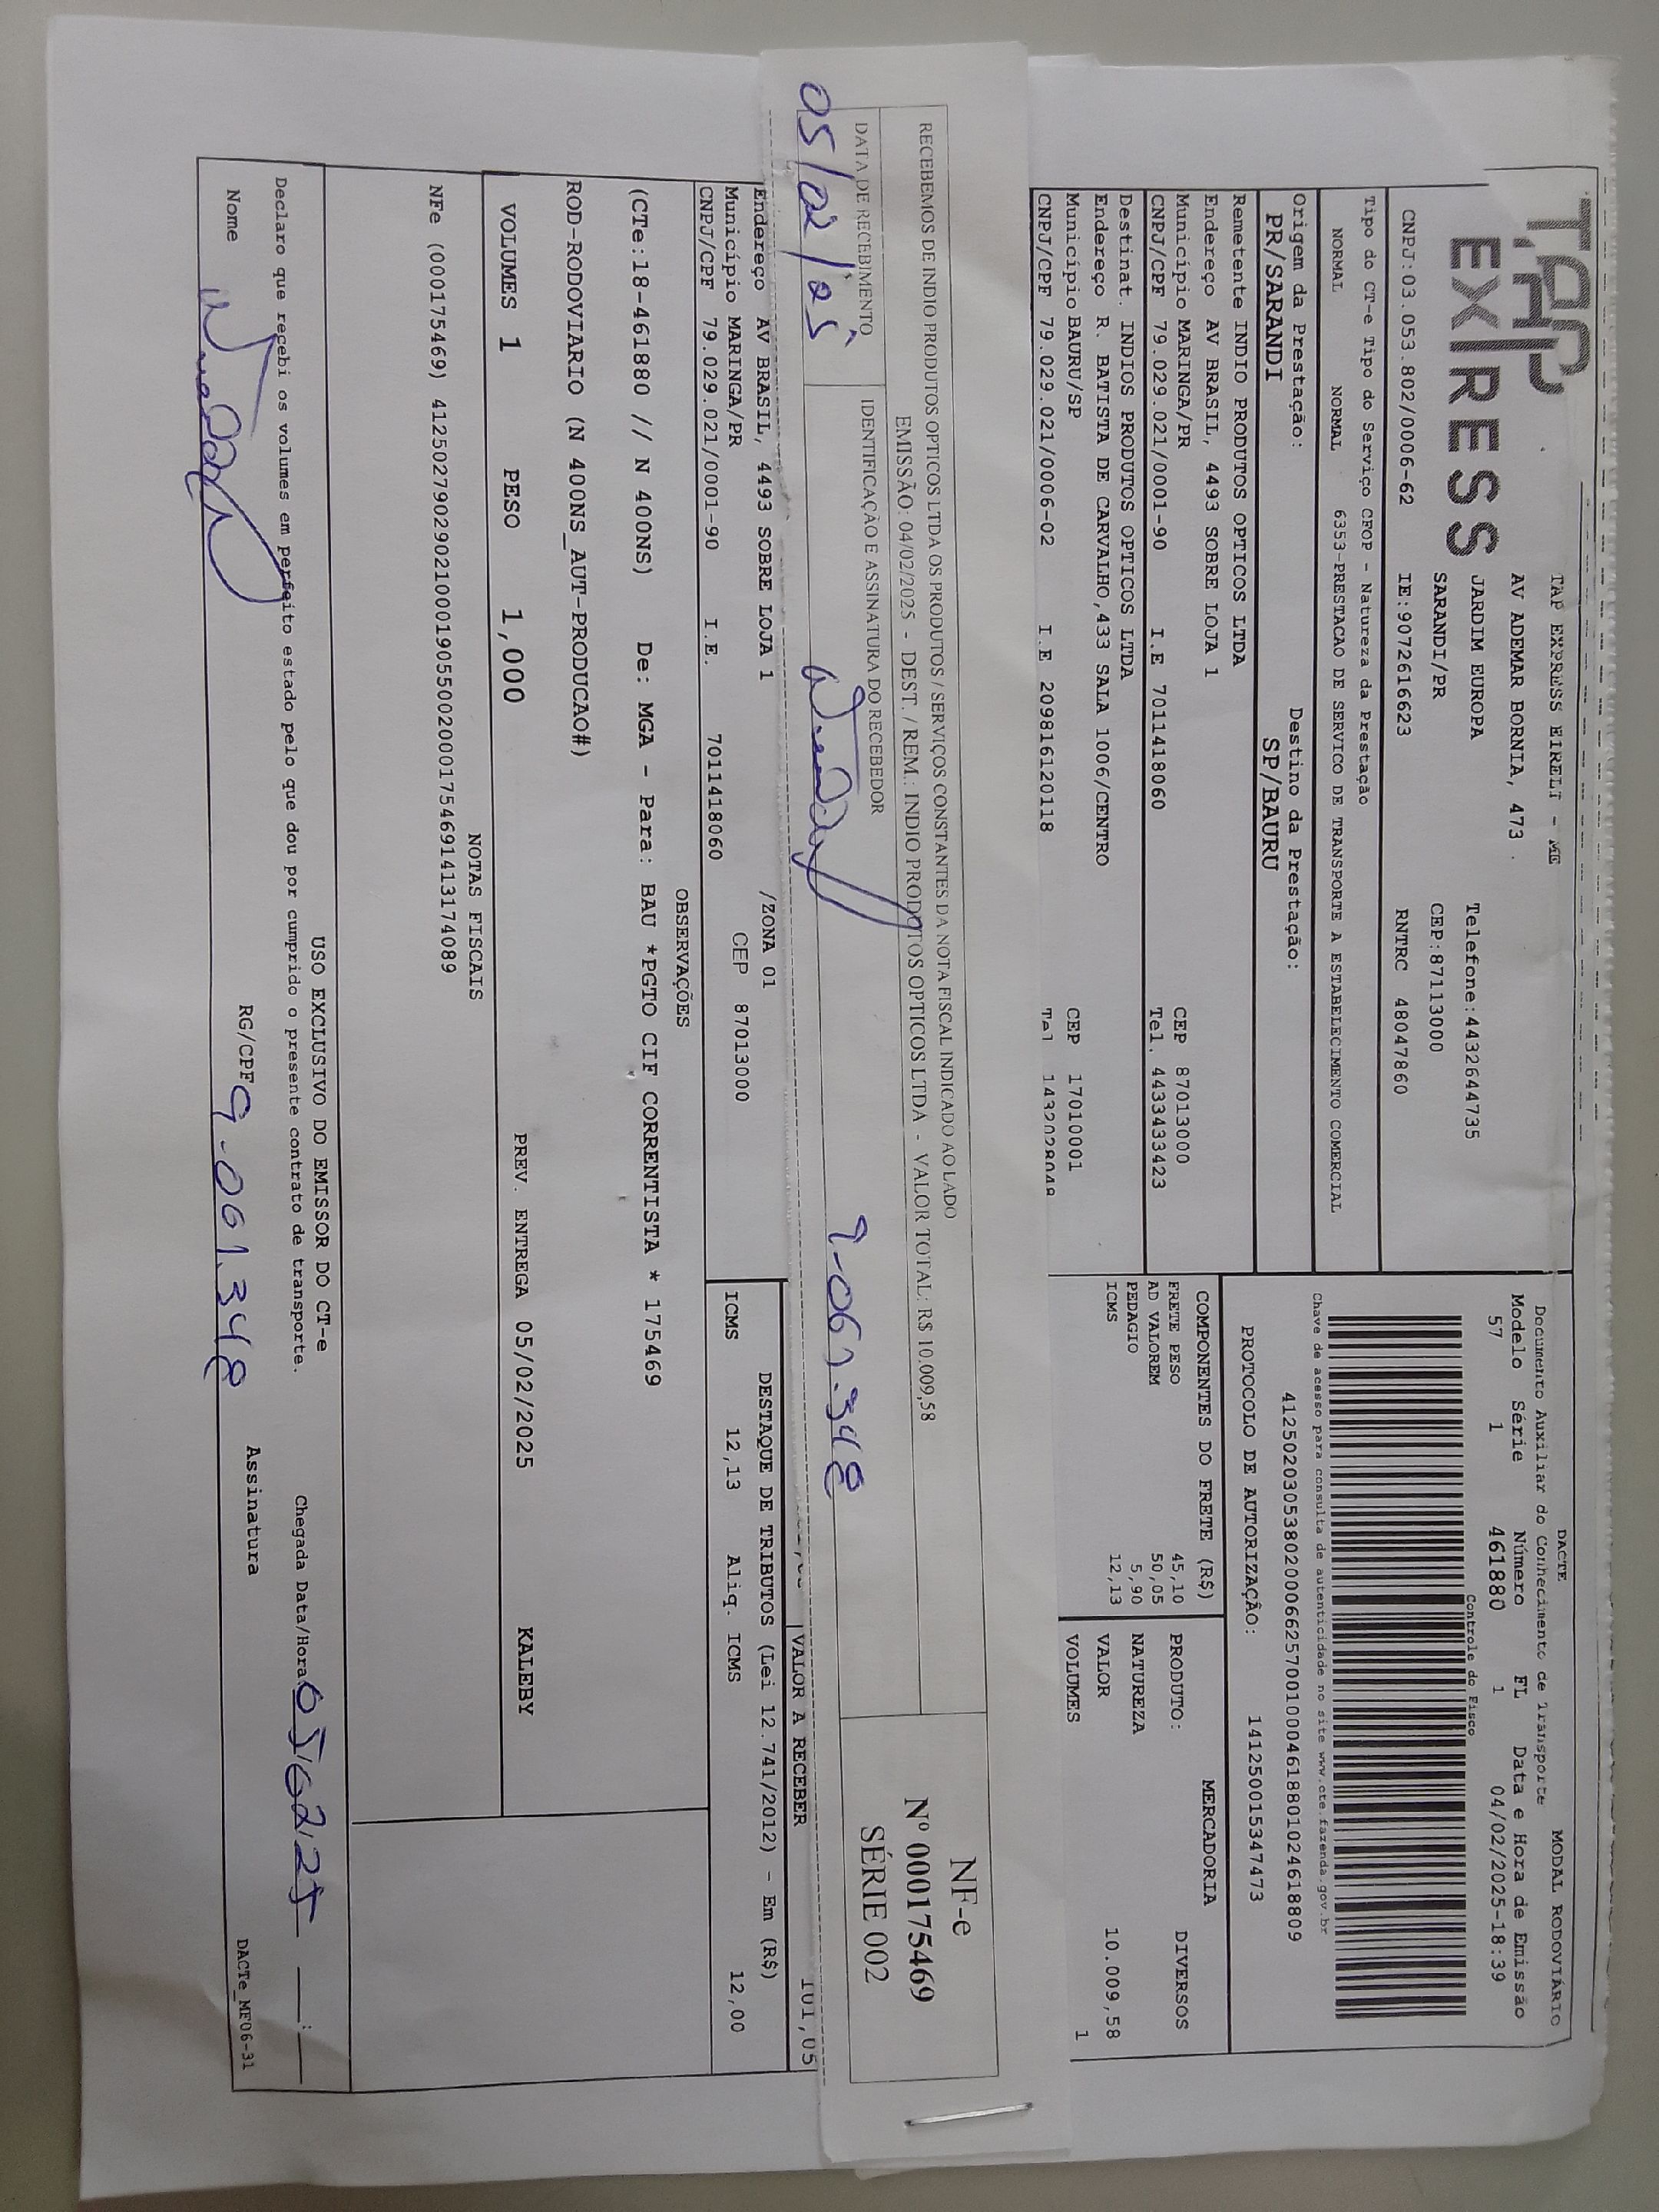 TAP
EXPRESS
TAP EXPRESS EIRELI - ME
AV ADEMAR BORNIA, 473
JARDIM EUROPA Telefone:4432644735
SARANDI/PR CEP:87113000
CNPJ:03.053.802/0006-62 IE:9072616623 RNTRC 48047860
Tipo do CT-e Tipo do Serviço CFOP - Natureza da Prestação
NORMAL NORMAL 6353-PRESTACAO DE SERVICO DE TRANSPORTE A ESTABELECIMENTO COMERCIAL
Origem da Prestação: Destino da Prestação:
PR/SARANDI SP/BAURU
Remetente INDIO PRODUTOS OPTICOS LTDA
Endereço AV BRASIL, 4493 SOBRE LOJA 1
Município MARINGA/PR CEP 87013000
CNPJ/CPF 79.029.021/0001-90 I.E 7011418060 Tel. 4433433423
Destinat. INDIOS PRODUTOS OPTICOS LTDA
Endereço R. BATISTA DE CARVALHO,433 SALA 1006/CENTRO
Município BAURU/SP CEP 17010001
CNPJ/CPF 79.029.021/0006-02 I.E 209816120118 Tel 1432028048
DACTE MODAL RODOVIÁRIO
Documento Auxiliar do Conhecimento de Transporte
Modelo Série Número FL Data e Hora de Emissão
57 1 461880 1 04/02/2025-18:39
Controle do Fisco
Chave de acesso para consulta de autenticidade no site www.cte.fazenda.gov.br
41250203053802000662570010004618801024618809
PROTOCOLO DE AUTORIZAÇÃO: 141250015347473
COMPONENTES DO FRETE (R$)
FRETE PESO 45,10
AD VALOREM 50,05
PEDAGIO 5,90
ICMS 12,13
MERCADORIA
PRODUTO: DIVERSOS
NATUREZA
VALOR 10.009,58
VOLUMES 1
RECEBEMOS DE INDIO PRODUTOS OPTICOS LTDA OS PRODUTOS / SERVIÇOS CONSTANTES DA NOTA FISCAL INDICADO AO LADO
EMISSÃO: 04/02/2025 - DEST. / REM.: INDIO PRODUTOS OPTICOS LTDA - VALOR TOTAL: R$ 10.009,58
DATA DE RECEBIMENTO IDENTIFICAÇÃO E ASSINATURA DO RECEBEDOR
05/02/25 9-061.348
NF-e
Nº 000175469
SÉRIE 002
VALOR A RECEBER 101,05
Endereço AV BRASIL, 4493 SOBRE LOJA 1 /ZONA 01
Município MARINGA/PR CEP 87013000
CNPJ/CPF 79.029.021/0001-90 I.E. 7011418060
DESTAQUE DE TRIBUTOS (Lei 12.741/2012) - Em (R$)
ICMS 12,13 Aliq. ICMS 12,00
OBSERVAÇÕES
(CTe:18-461880 // N 400NS) De: MGA - Para: BAU *PGTO CIF CORRENTISTA * 175469
ROD-RODOVIARIO (N 400NS_AUT-PRODUCAO#)
VOLUMES 1 PESO 1,000 PREV. ENTREGA 05/02/2025 KALEBY
NOTAS FISCAIS
NFe (000175469) 41250279029021000190550020001754691413174089
USO EXCLUSIVO DO EMISSOR DO CT-e
Declaro que recebi os volumes em perfeito estado pelo que dou por cumprido o presente contrato de transporte. Chegada Data/Hora 05/02/25 __:__
Nome RG/CPF 9-061.348 Assinatura
DACTe_MF06-31